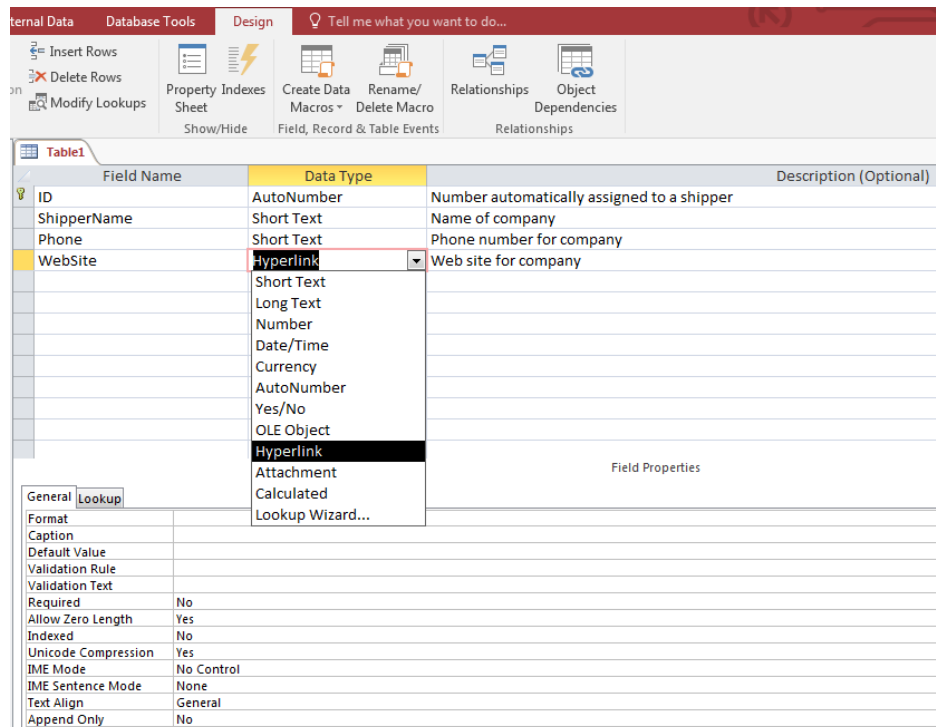 ternal Data Database Tools Design Tell me what you want to do...
Insert Rows
Delete Rows
on
Modify Lookups
Property Sheet
Indexes
Create Data Macros
Rename/ Delete Macro
Relationships
Object Dependencies
Show/Hide Field, Record & Table Events Relationships
Table1
Field Name Data Type Description (Optional)
ID AutoNumber Number automatically assigned to a shipper
ShipperName Short Text Name of company
Phone Short Text Phone number for company
WebSite Hyperlink Web site for company
Short Text
Long Text
Number
Date/Time
Currency
AutoNumber
Yes/No
OLE Object
Hyperlink
Attachment
Calculated
Lookup Wizard...
Field Properties
General Lookup
Format
Caption
Default Value
Validation Rule
Validation Text
Required No
Allow Zero Length Yes
Indexed No
Unicode Compression Yes
IME Mode No Control
IME Sentence Mode None
Text Align General
Append Only No